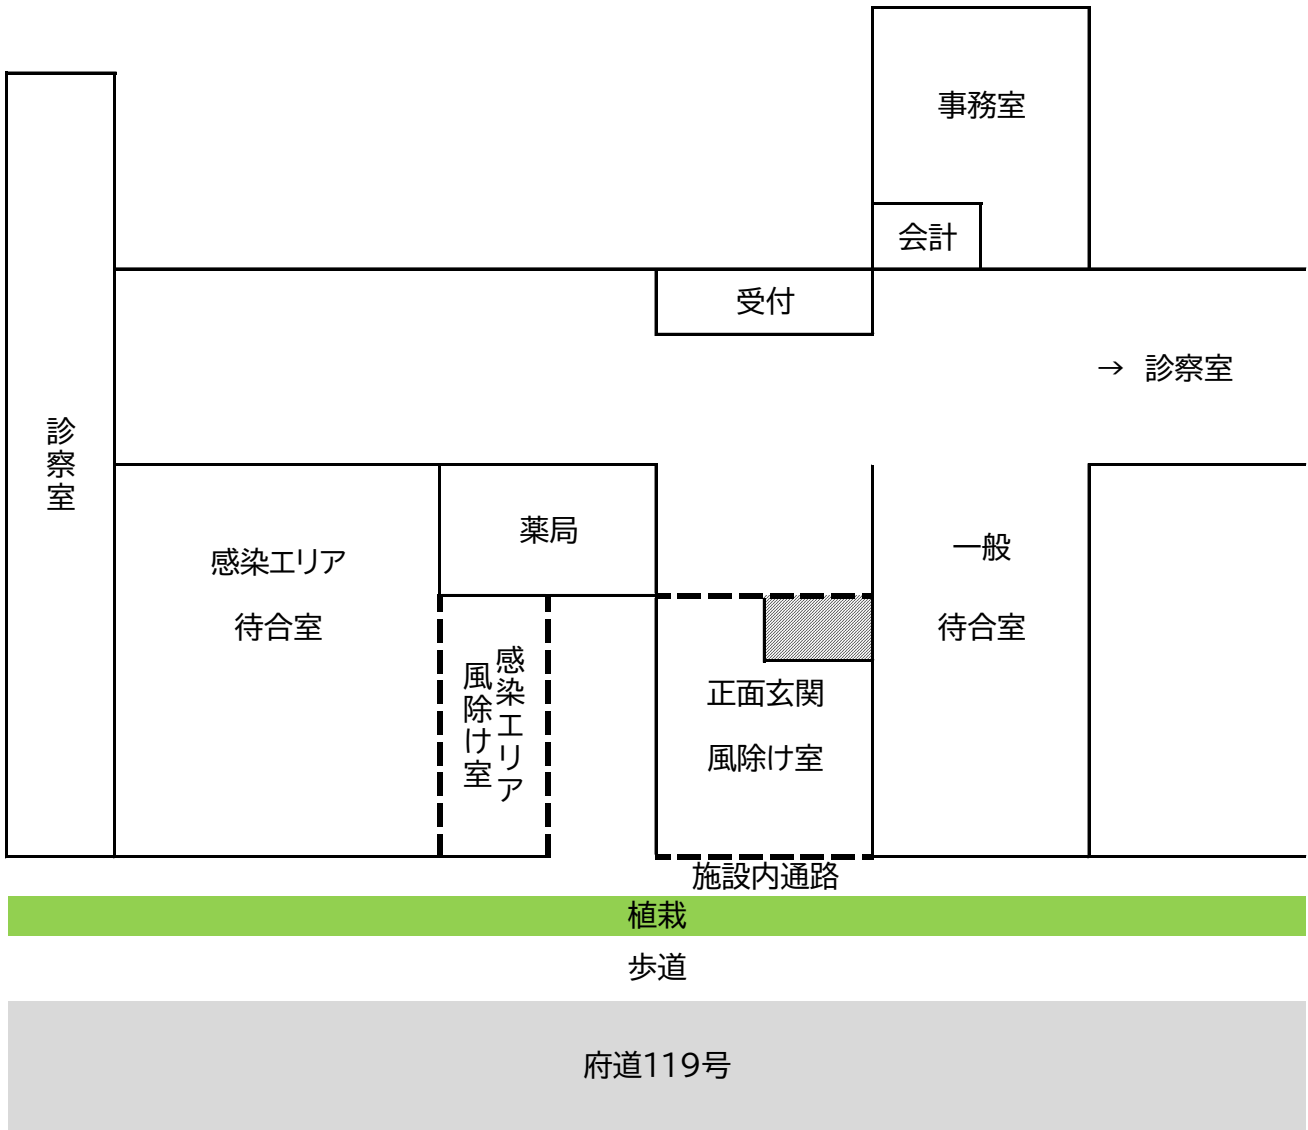 事務室
会計
受付
→ 診察室
診察室
薬局
感染エリア
待合室
一般
待合室
感染エリア
風除け室
正面玄関
風除け室
施設内通路
植栽
歩道
府道119号